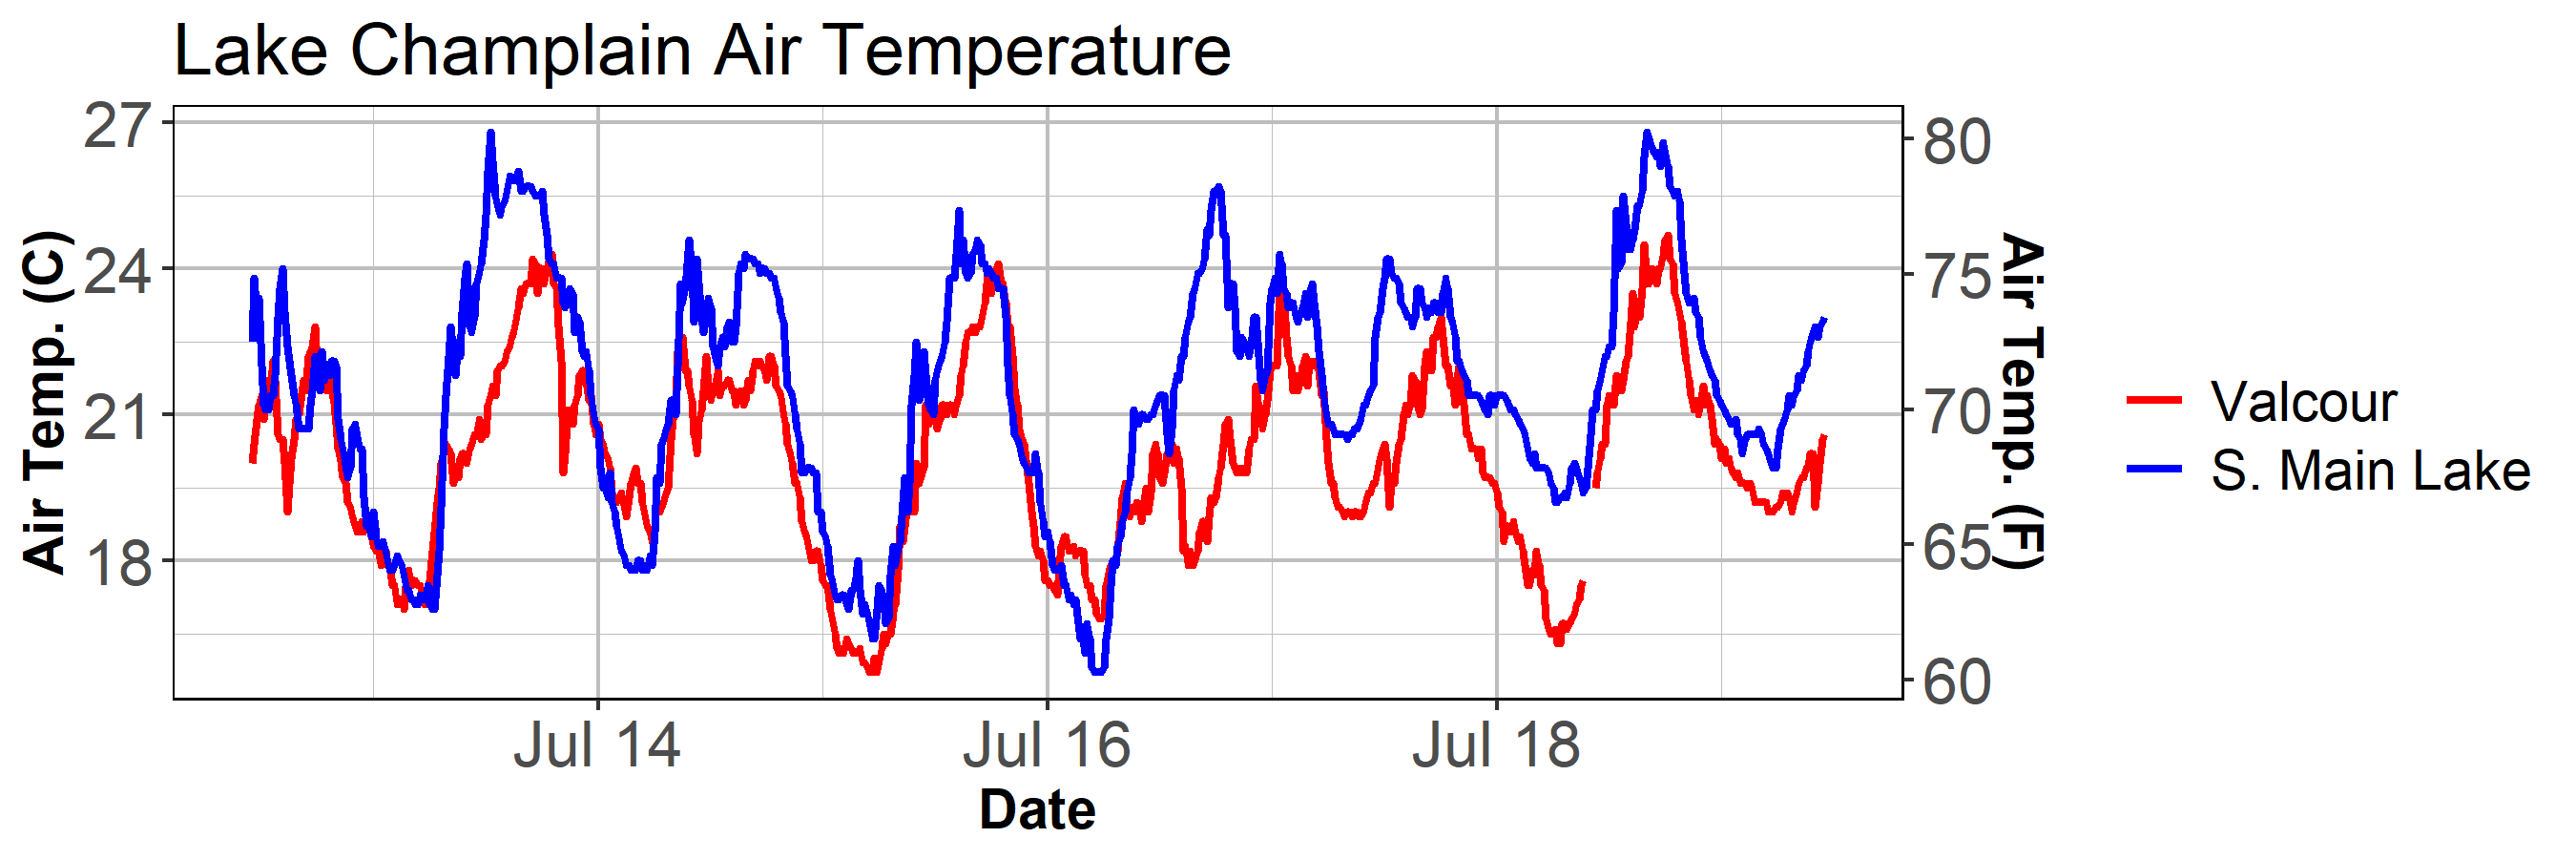 Lake Champlain Air Temperature
27
24
21
18
Air Temp. (C)
80
75
70
65
60
Air Temp. (F)
Jul 14
Jul 16
Jul 18
Date
Valcour
S. Main Lake